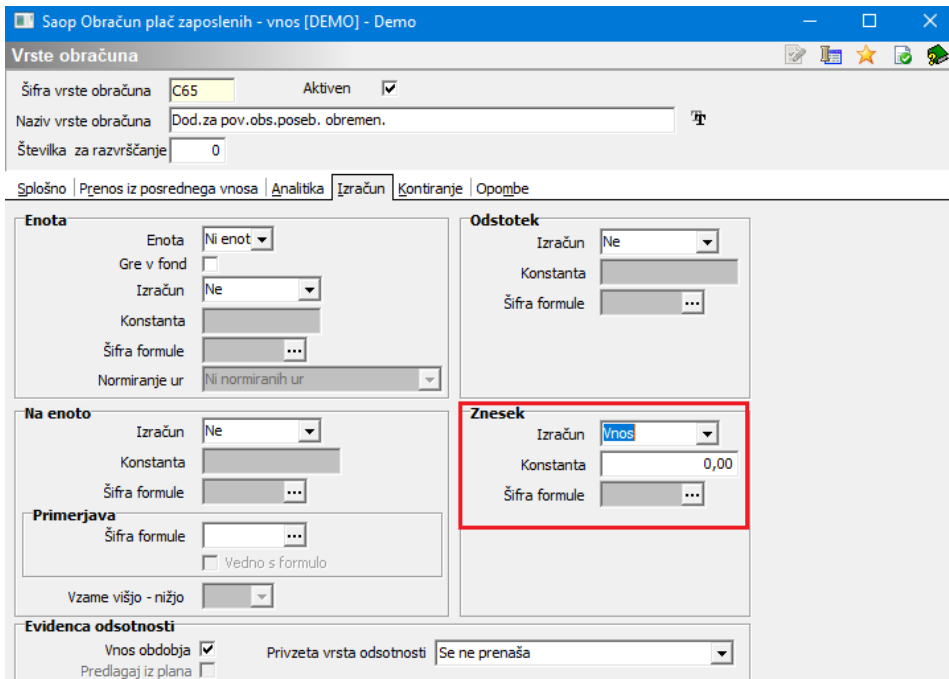 Saop Obračun plač zaposlenih - vnos [DEMO] - Demo
Vrste obračuna
Šifra vrste obračuna C65 Aktiven
Naziv vrste obračuna Dod.za pov.obs.poseb. obremen.
Številka za razvrščanje 0
Splošno Prenos iz posrednega vnosa Analitika Izračun Kontiranje Opombe
Enota
Enota Ni enot
Gre v fond
Izračun Ne
Konstanta
Šifra formule ...
Normiranje ur Ni normiranih ur
Odstotek
Izračun Ne
Konstanta
Šifra formule ...
Na enoto
Izračun Ne
Konstanta
Šifra formule ...
Primerjava
Šifra formule ...
Vedno s formulo
Vzame višjo - nižjo
Znesek
Izračun Vnos
Konstanta 0,00
Šifra formule ...
Evidenca odsotnosti
Vnos obdobja Privzeta vrsta odsotnosti Se ne prenaša
Predlagaj iz plana